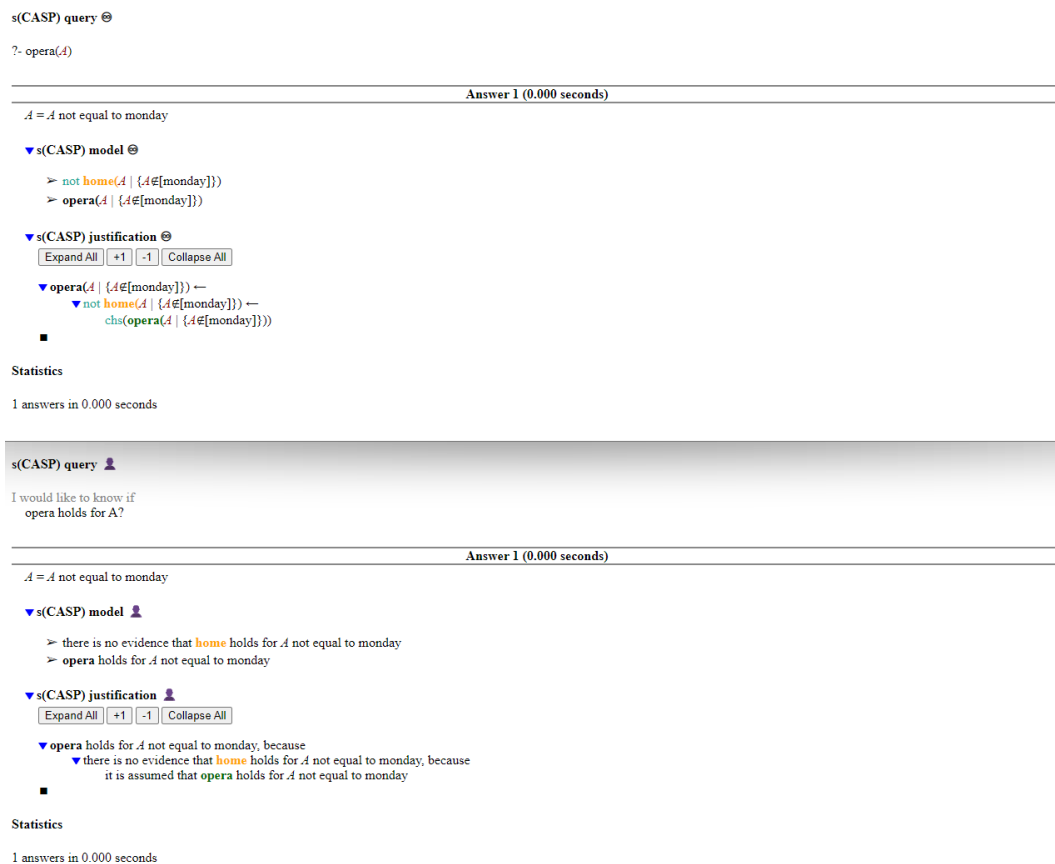 s(CASP) query ♾
?- opera(A)
Answer 1 (0.000 seconds)
A = A not equal to monday
▼s(CASP) model ♾
➢ not home(A | {A∉[monday]})
➢ opera(A | {A∉[monday]})
▼s(CASP) justification ♾
Expand All +1 -1 Collapse All
▼opera(A | {A∉[monday]}) ←
▼not home(A | {A∉[monday]}) ←
chs(opera(A | {A∉[monday]}))
■
Statistics
1 answers in 0.000 seconds
s(CASP) query 👤
I would like to know if
opera holds for A?
Answer 1 (0.000 seconds)
A = A not equal to monday
▼s(CASP) model 👤
➢ there is no evidence that home holds for A not equal to monday
➢ opera holds for A not equal to monday
▼s(CASP) justification 👤
Expand All +1 -1 Collapse All
▼opera holds for A not equal to monday, because
▼there is no evidence that home holds for A not equal to monday, because
it is assumed that opera holds for A not equal to monday
■
Statistics
1 answers in 0.000 seconds